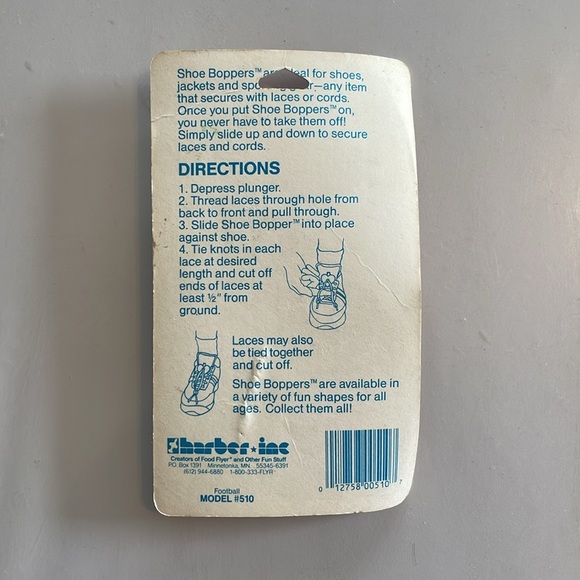 Shoe Boppers™ are ideal for shoes,
jackets and sporting gear—any item
that secures with laces or cords.
Once you put Shoe Boppers™ on,
you never have to take them off!
Simply slide up and down to secure
laces and cords.
DIRECTIONS
1. Depress plunger.
2. Thread laces through hole from
back to front and pull through.
3. Slide Shoe Bopper™ into place
against shoe.
4. Tie knots in each
lace at desired
length and cut off
ends of laces at
least ½" from
ground.
Laces may also
be tied together
and cut off.
Shoe Boppers™ are available in
a variety of fun shapes for all
ages. Collect them all!
harber★inc
Creators of Food Flyer® and Other Fun Stuff
P.O. Box 1391 Minnetonka, MN 55345-6391
(612) 944-6880 1-800-333-FLYR
Football
MODEL #510
0 12758 00510 7